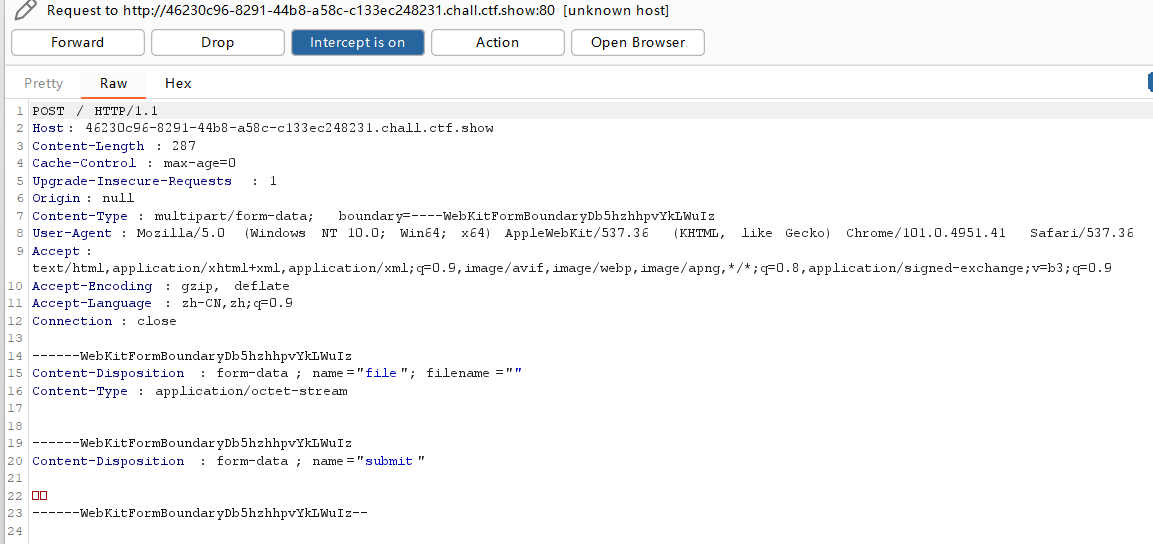 Request to http://46230c96-8291-44b8-a58c-c133ec248231.chall.ctf.show:80 [unknown host]
Forward Drop Intercept is on Action Open Browser
Pretty Raw Hex
1 POST / HTTP/1.1
2 Host: 46230c96-8291-44b8-a58c-c133ec248231.chall.ctf.show
3 Content-Length : 287
4 Cache-Control : max-age=0
5 Upgrade-Insecure-Requests : 1
6 Origin: null
7 Content-Type : multipart/form-data; boundary=----WebKitFormBoundaryDb5hzhhpvYkLWuIz
8 User-Agent : Mozilla/5.0 (Windows NT 10.0; Win64; x64) AppleWebKit/537.36 (KHTML, like Gecko) Chrome/101.0.4951.41 Safari/537.36
9 Accept :
text/html,application/xhtml+xml,application/xml;q=0.9,image/avif,image/webp,image/apng,*/*;q=0.8,application/signed-exchange;v=b3;q=0.9
10 Accept-Encoding : gzip, deflate
11 Accept-Language : zh-CN,zh;q=0.9
12 Connection : close
13
14 ------WebKitFormBoundaryDb5hzhhpvYkLWuIz
15 Content-Disposition : form-data ; name="file"; filename=""
16 Content-Type : application/octet-stream
17
18
19 ------WebKitFormBoundaryDb5hzhhpvYkLWuIz
20 Content-Disposition : form-data ; name="submit"
21
22 □□
23 ------WebKitFormBoundaryDb5hzhhpvYkLWuIz--
24